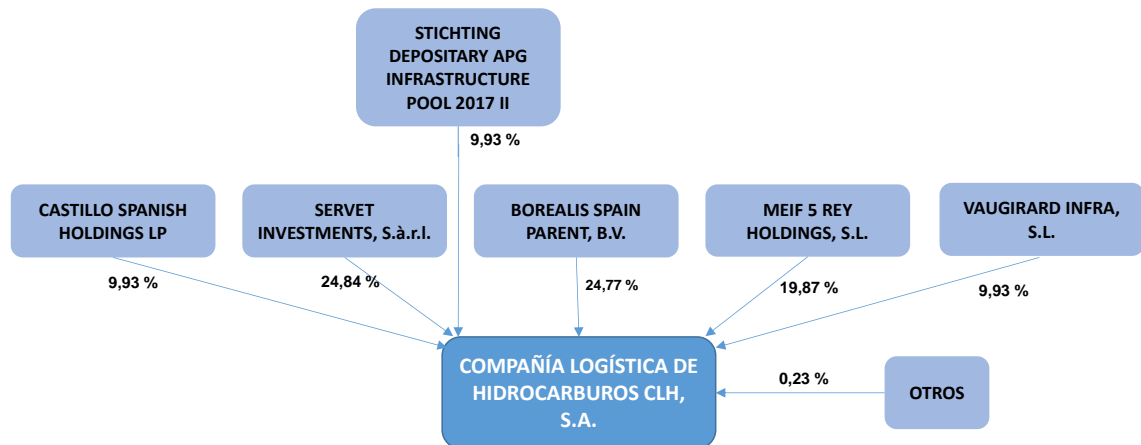 STICHTING
DEPOSITARY APG
INFRASTRUCTURE
POOL 2017 II
9,93 %
CASTILLO SPANISH
HOLDINGS LP
SERVET
INVESTMENTS, S.à.r.l.
BOREALIS SPAIN
PARENT, B.V.
MEIF 5 REY
HOLDINGS, S.L.
VAUGIRARD INFRA,
S.L.
9,93 %
24,84 %
24,77 %
19,87 %
9,93 %
COMPAÑÍA LOGÍSTICA DE
HIDROCARBUROS CLH,
S.A.
0,23 %
OTROS